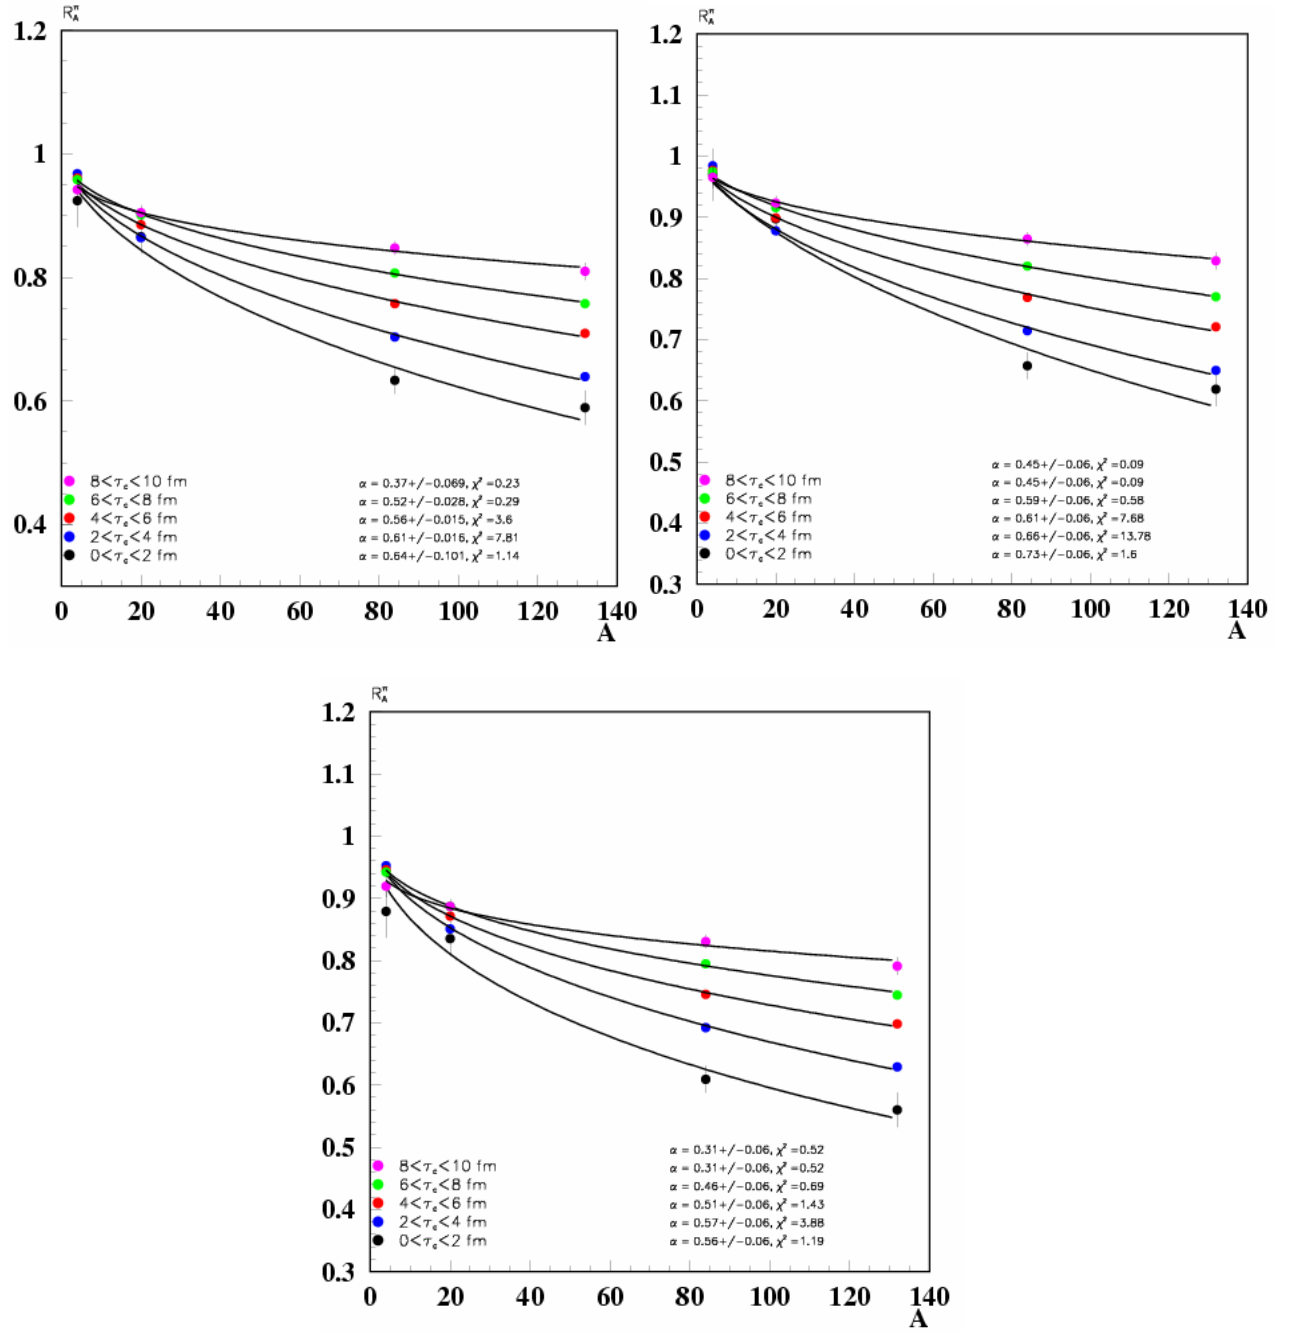 R_A^π
1.2
1
0.8
0.6
0.4
8<τ_c<10 fm
6<τ_c<8 fm
4<τ_c<6 fm
2<τ_c<4 fm
0<τ_c<2 fm
α = 0.37+/-0.069, χ² =0.23
α = 0.52+/-0.028, χ² =0.29
α = 0.56+/-0.015, χ² =3.6
α = 0.61+/-0.016, χ² =7.81
α = 0.64+/-0.101, χ² =1.14
0 20 40 60 80 100 120 140
A
R_A^π
1.2
1.1
1
0.9
0.8
0.7
0.6
0.5
0.4
0.3
8<τ_c<10 fm
6<τ_c<8 fm
4<τ_c<6 fm
2<τ_c<4 fm
0<τ_c<2 fm
α = 0.45+/-0.06, χ² =0.09
α = 0.45+/-0.06, χ² =0.09
α = 0.59+/-0.06, χ² =0.58
α = 0.61+/-0.06, χ² =7.68
α = 0.66+/-0.06, χ² =13.78
α = 0.73+/-0.06, χ² =1.6
0 20 40 60 80 100 120 140
A
R_A^π
1.2
1.1
1
0.9
0.8
0.7
0.6
0.5
0.4
0.3
8<τ_c<10 fm
6<τ_c<8 fm
4<τ_c<6 fm
2<τ_c<4 fm
0<τ_c<2 fm
α = 0.31+/-0.06, χ² =0.52
α = 0.31+/-0.06, χ² =0.52
α = 0.46+/-0.06, χ² =0.69
α = 0.51+/-0.06, χ² =1.43
α = 0.57+/-0.06, χ² =3.88
α = 0.56+/-0.06, χ² =1.19
0 20 40 60 80 100 120 140
A